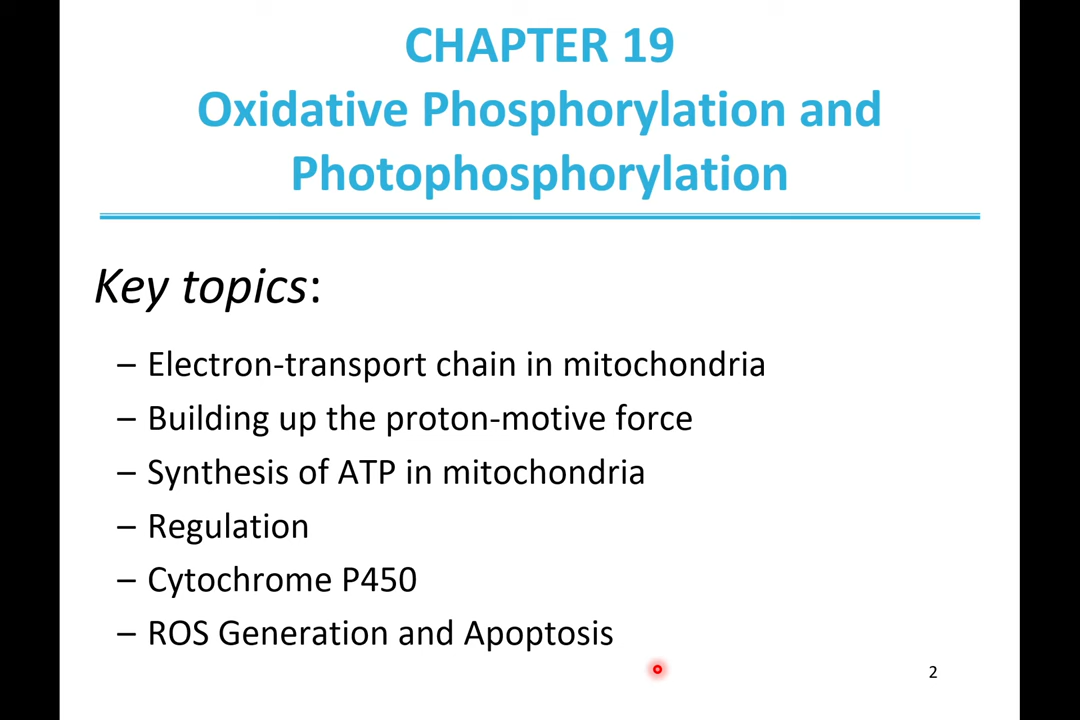 CHAPTER 19
Oxidative Phosphorylation and
Photophosphorylation
Key topics:
– Electron-transport chain in mitochondria
– Building up the proton-motive force
– Synthesis of ATP in mitochondria
– Regulation
– Cytochrome P450
– ROS Generation and Apoptosis
2